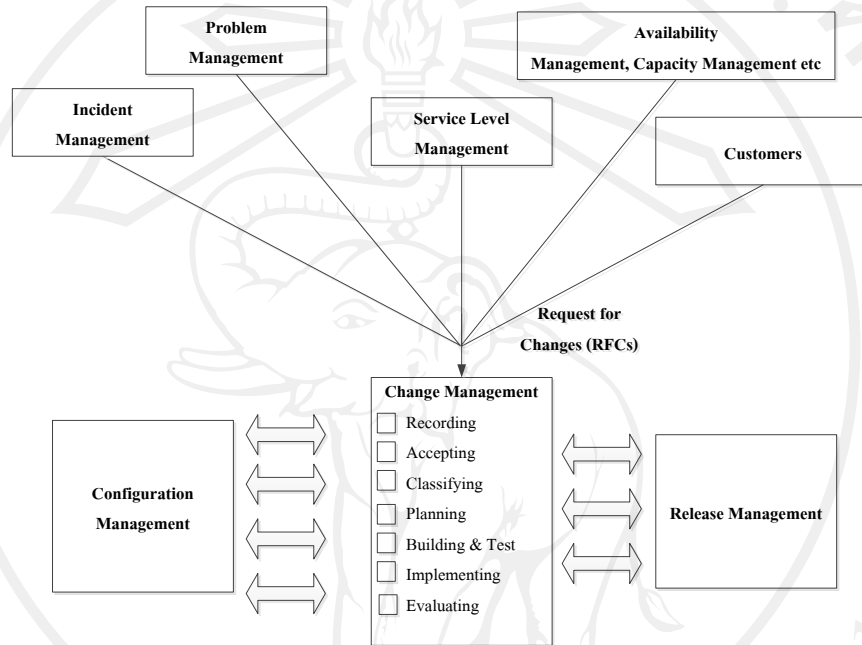 Problem
Management
Availability
Management, Capacity Management etc
Incident
Management
Service Level
Management
Customers
Request for
Changes (RFCs)
Change Management
Recording
Accepting
Classifying
Planning
Building & Test
Implementing
Evaluating
Configuration
Management
Release Management